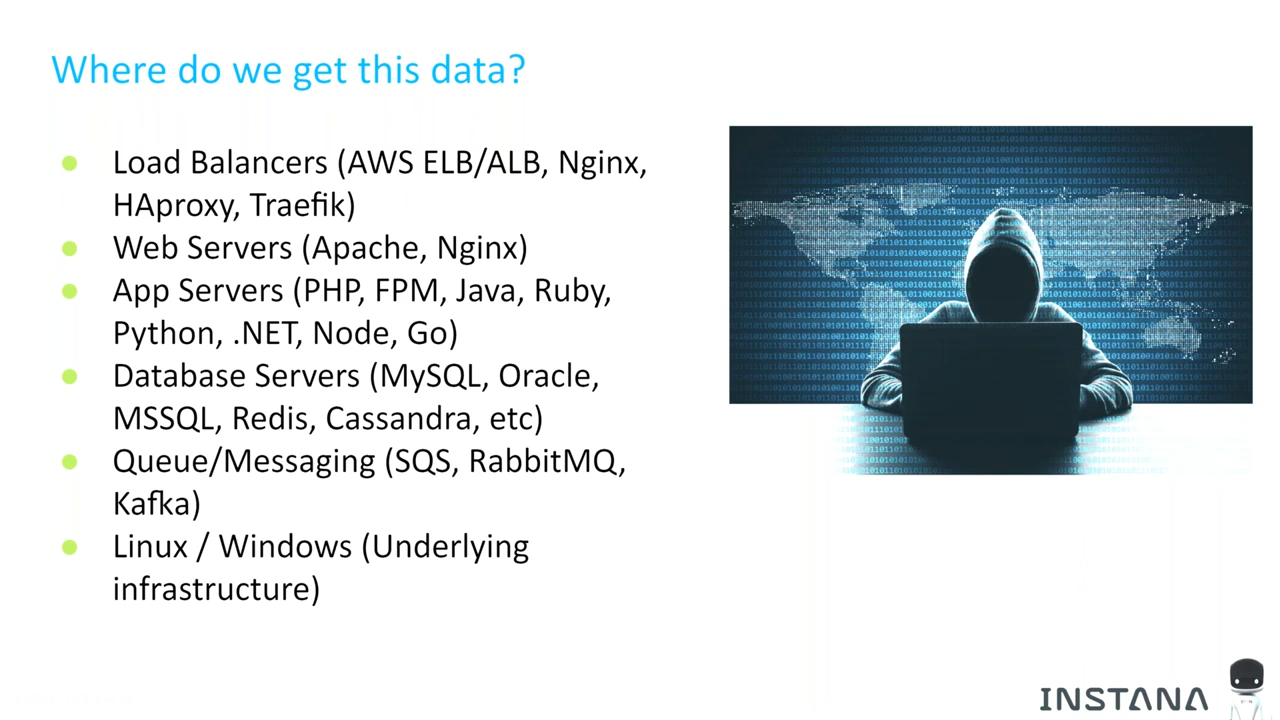 Where do we get this data?
● Load Balancers (AWS ELB/ALB, Nginx,
HAproxy, Traefik)
● Web Servers (Apache, Nginx)
● App Servers (PHP, FPM, Java, Ruby,
Python, .NET, Node, Go)
● Database Servers (MySQL, Oracle,
MSSQL, Redis, Cassandra, etc)
● Queue/Messaging (SQS, RabbitMQ,
Kafka)
● Linux / Windows (Underlying
infrastructure)
INSTANA